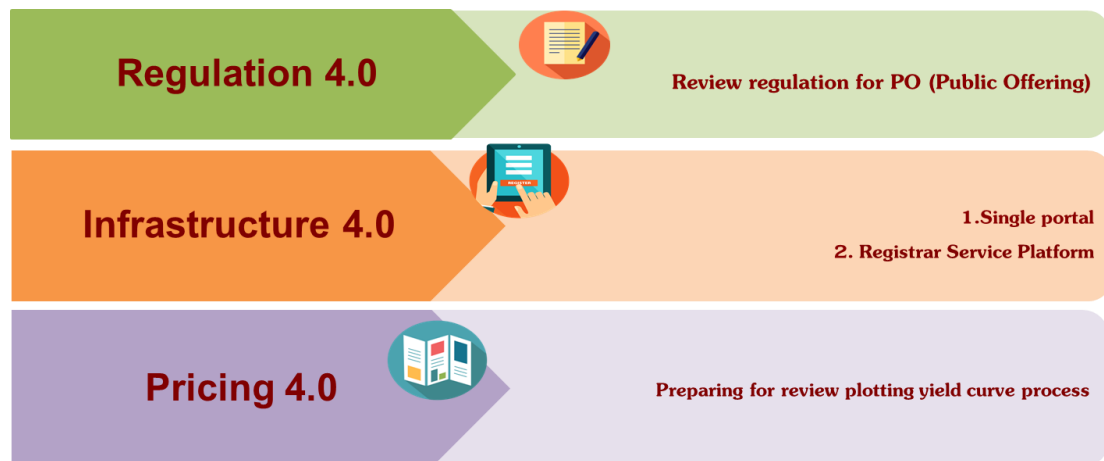 Regulation 4.0
Review regulation for PO (Public Offering)
Infrastructure 4.0
REGISTER
1.Single portal
2. Registrar Service Platform
Pricing 4.0
Preparing for review plotting yield curve process